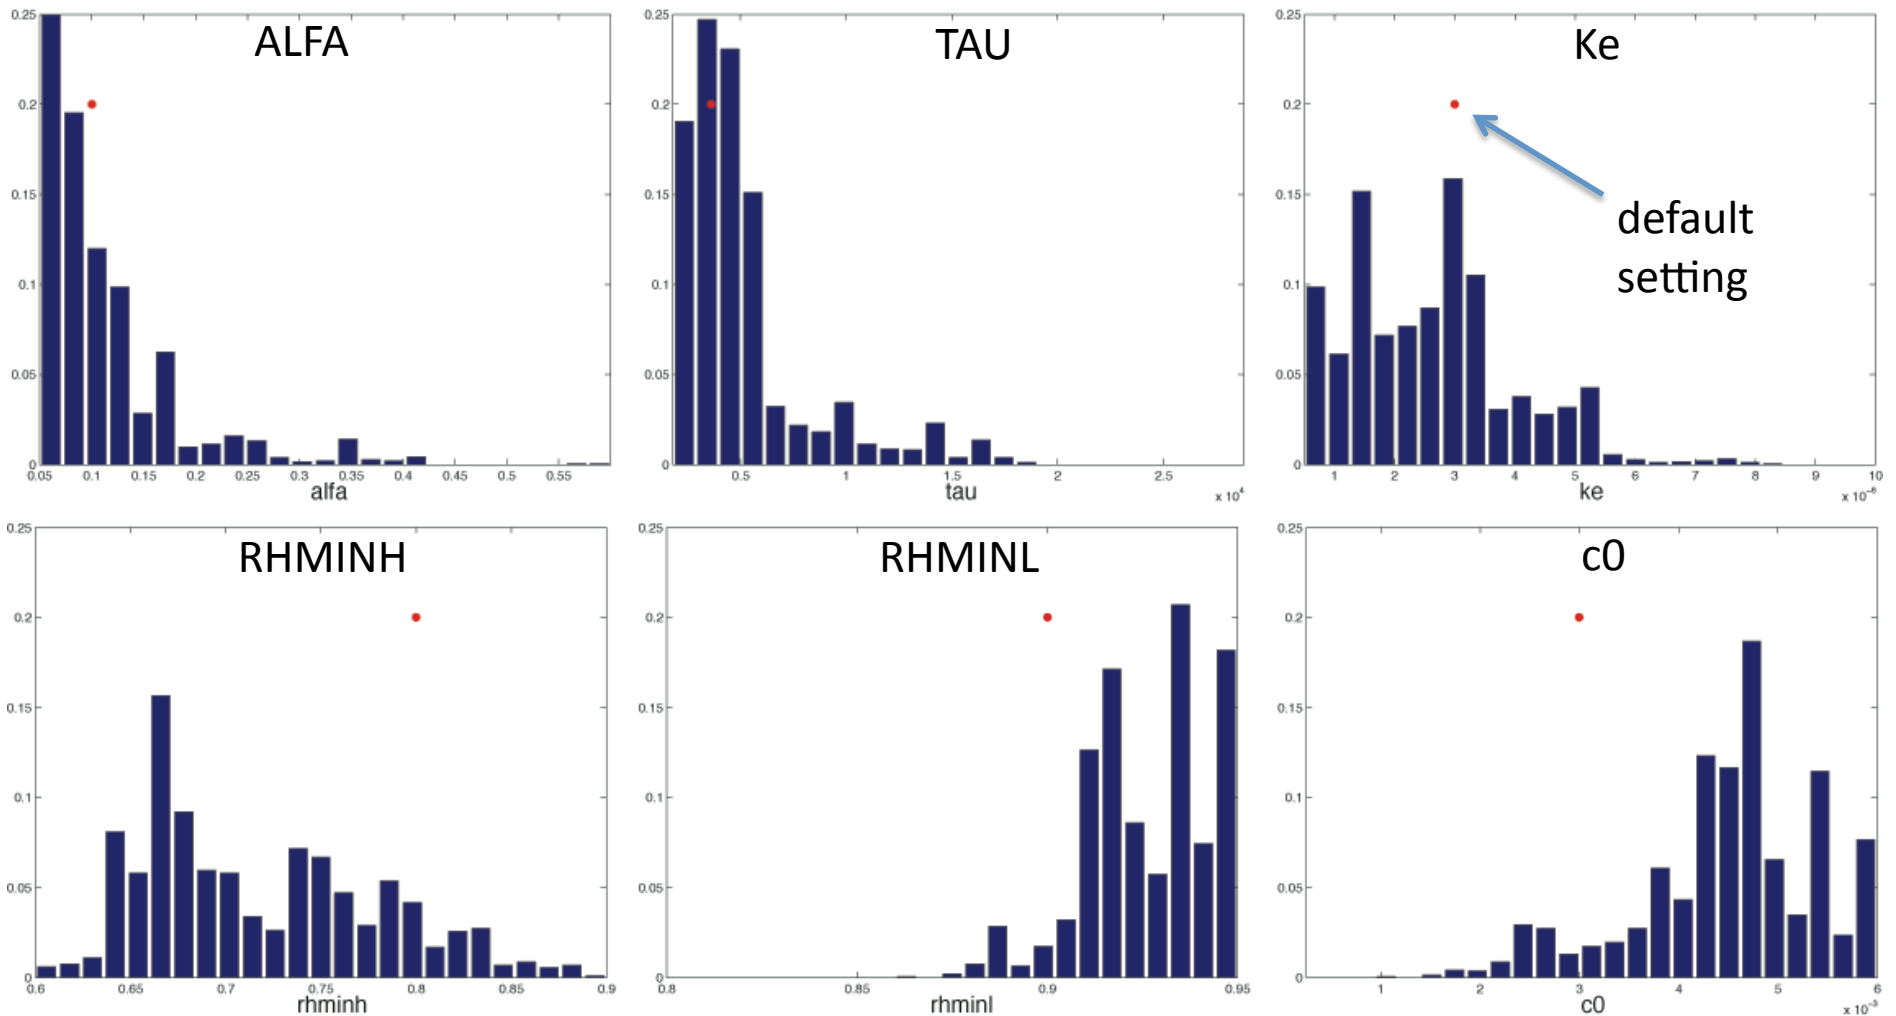 ALFA
0.25
0.2
0.15
0.1
0.05
0
0.05 0.1 0.15 0.2 0.25 0.3 0.35 0.4 0.45 0.5 0.55
alfa
TAU
0.25
0.2
0.15
0.1
0.05
0
0.5 1 1.5 2 2.5
tau
x 10⁴
Ke
0.25
0.2
0.15
0.1
0.05
0
1 2 3 4 5 6 7 8 9 10
ke
x 10⁻⁶
default
setting
RHMINH
0.25
0.2
0.15
0.1
0.05
0
0.6 0.65 0.7 0.75 0.8 0.85 0.9
rhminh
RHMINL
0.25
0.2
0.15
0.1
0.05
0
0.8 0.85 0.9 0.95
rhminl
c0
0.25
0.2
0.15
0.1
0.05
0
1 2 3 4 5 6
c0
x 10⁻³